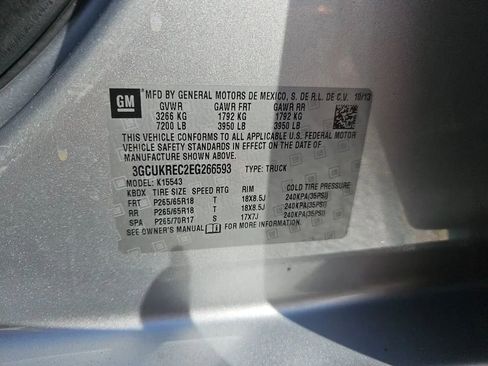 GM
MFD BY GENERAL MOTORS DE MEXICO, S. DE R.L. DE C.V. 10/13
GVWR GAWR FRT GAWR RR
3266 KG 1792 KG 1792 KG
7200 LB 3950 LB 3950 LB
THIS VEHICLE CONFORMS TO ALL APPLICABLE U.S. FEDERAL MOTOR
VEHICLE SAFETY STANDARDS IN EFFECT ON THE DATE OF
MANUFACTURE SHOWN ABOVE.
3GCUKREC2EG266593 TYPE: TRUCK
MODEL: K15543
KBDX TIRE SIZE SPEED RTG RIM COLD TIRE PRESSURE
FRT P265/65R18 T 18X8.5J 240KPA(35PSI)
RR P265/65R18 T 18X8.5J 240KPA(35PSI)
SPA P265/70R17 S 17X7J 240KPA(35PSI)
SEE OWNER'S MANUAL FOR MORE INFORMATION